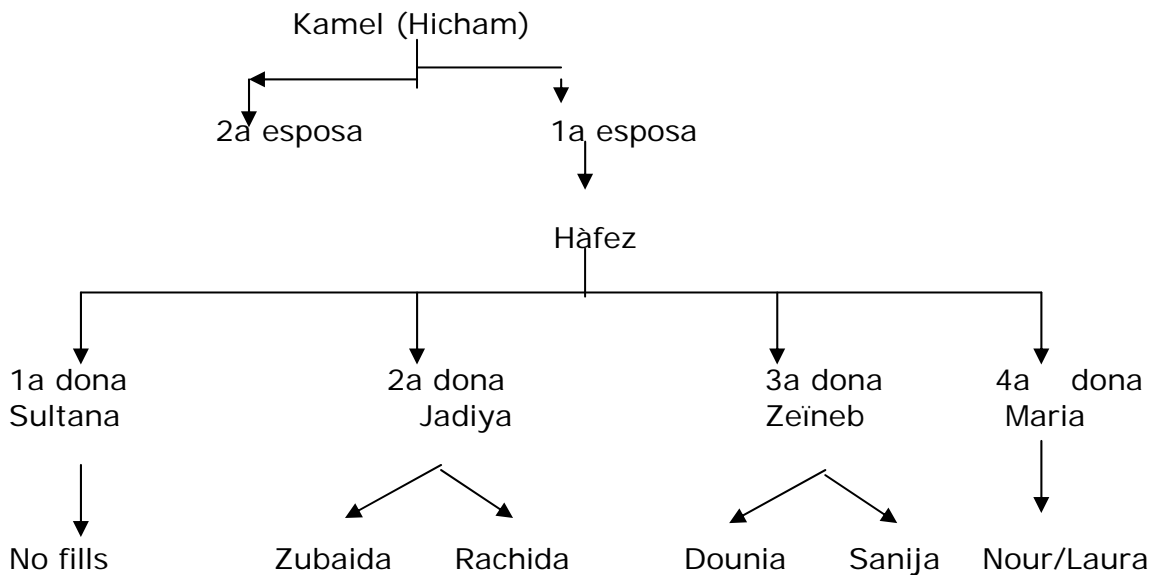 Kamel (Hicham)
2a esposa 1a esposa
Hàfez
1a dona 2a dona 3a dona 4a dona
Sultana Jadiya Zeïneb Maria
No fills Zubaida Rachida Dounia Sanija Nour/Laura